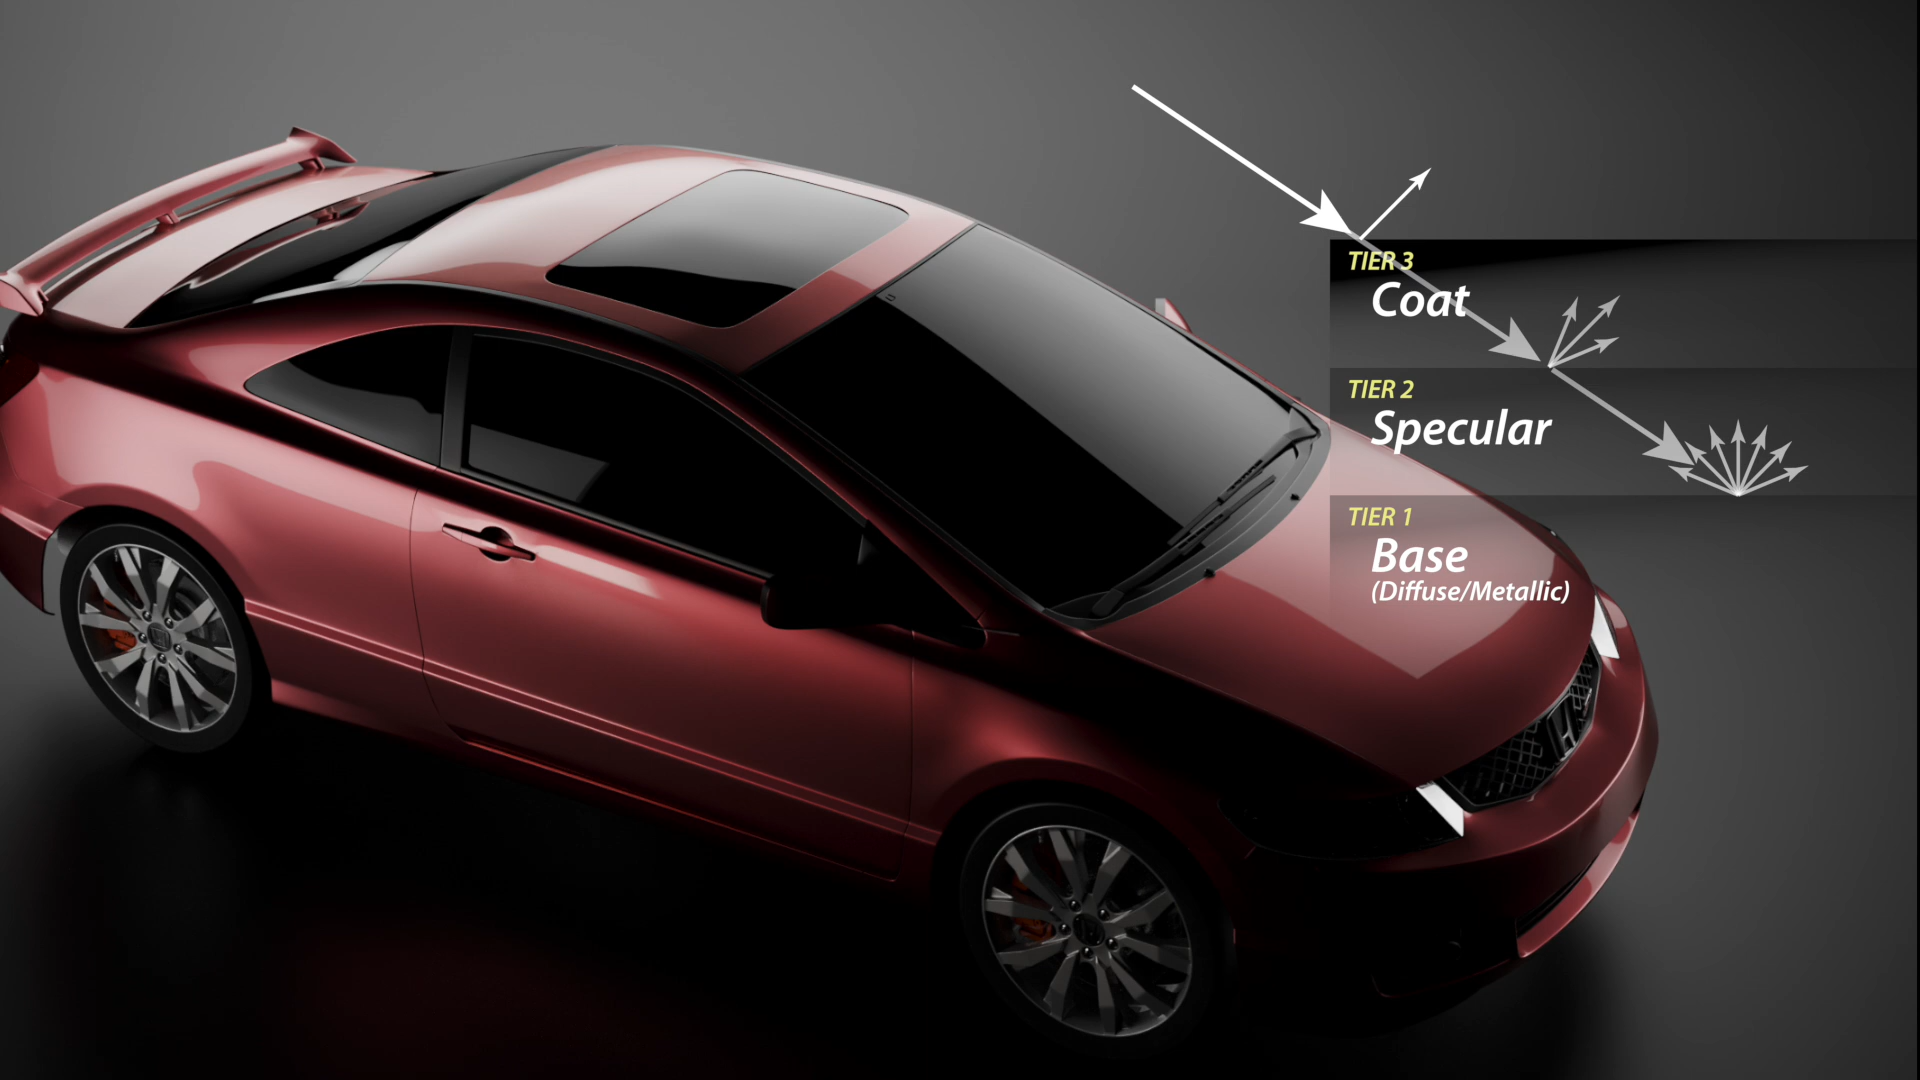 TIER 3
Coat
TIER 2
Specular
TIER 1
Base
(Diffuse/Metallic)